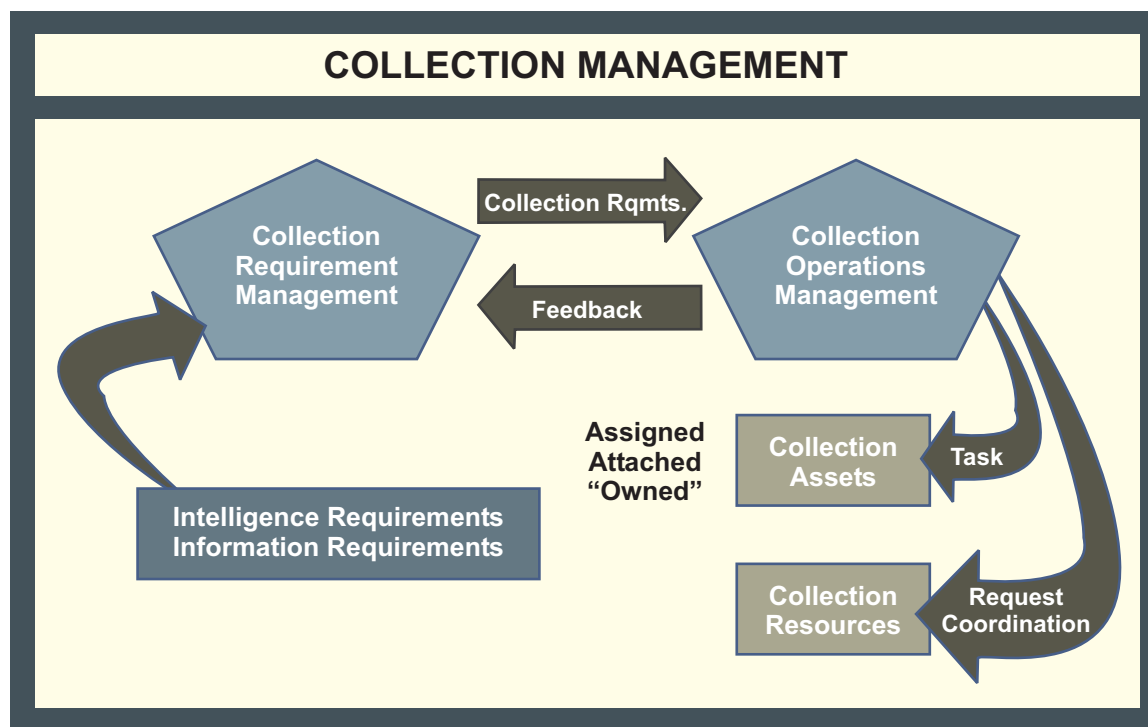 COLLECTION MANAGEMENT
Collection
Requirement
Management
Collection Rqmts.
Feedback
Collection
Operations
Management
Assigned
Attached
“Owned”
Collection
Assets
Task
Intelligence Requirements
Information Requirements
Collection
Resources
Request
Coordination